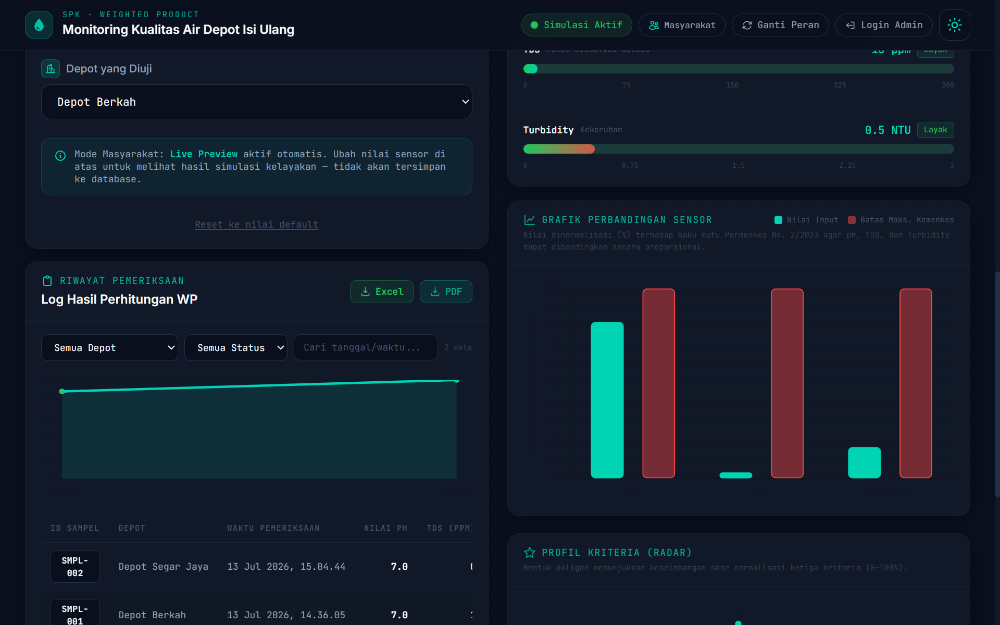 SPK · WEIGHTED PRODUCT
Monitoring Kualitas Air Depot Isi Ulang
Simulasi Aktif
Masyarakat
Ganti Peran
Login Admin
Depot yang Diuji
Depot Berkah
Mode Masyarakat: Live Preview aktif otomatis. Ubah nilai sensor di
atas untuk melihat hasil simulasi kelayakan — tidak akan tersimpan
ke database.
Reset ke nilai default
RIWAYAT PEMERIKSAAN
Log Hasil Perhitungan WP
Excel
PDF
Semua Depot
Semua Status
Cari tanggal/waktu...
2 data
ID SAMPEL DEPOT WAKTU PEMERIKSAAN NILAI PH TDS (PPM)
SMPL-
002
Depot Segar Jaya 13 Jul 2026, 15.04.44 7.0
SMPL-
001
Depot Berkah 13 Jul 2026, 14.36.05 7.0
TDS Total Dissolved Solids
10 ppm Layak
0 75 150 225 300
Turbidity Kekeruhan
0.5 NTU Layak
0 0.75 1.5 2.25 3
GRAFIK PERBANDINGAN SENSOR
Nilai Input
Batas Maks. Kemenkes
Nilai dinormalisasi (%) terhadap baku mutu Permenkes No. 2/2023 agar pH, TDS, dan Turbidity
dapat dibandingkan secara proporsional.
PROFIL KRITERIA (RADAR)
Bentuk poligon menunjukkan keseimbangan skor normalisasi ketiga kriteria (0–100%).